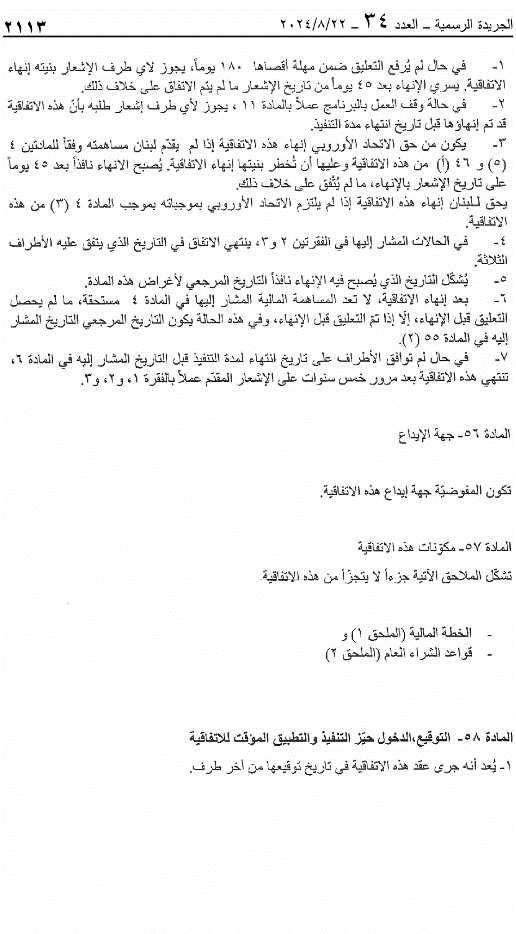 الجريدة الرسمية – العدد ٣٤ – ٢٠٢٤/٨/٢٢ ٢١١٣
١- في حال لم يُرفع التعليق ضمن مهلة أقصاها ١٨٠ يوماً، يجوز لاي طرف الإشعار بنيته إنهاء
الاتفاقية. يسري الإنهاء بعد ٤٥ يوماً من تاريخ الإشعار ما لم يتم الاتفاق على خلاف ذلك.
٢- في حالة وقف العمل بالبرنامج عملاً بالمادة ١١ ، يجوز لأي طرف إشعار طلبه بأنّ هذه الاتفاقية
قد تم إنهاؤها قبل تاريخ انتهاء مدة التنفيذ.
٣- يكون من حق الاتحاد الأوروبي إنهاء هذه الاتفاقية إذا لم يقدّم لبنان مساهمته وفقاً للمادتين ٤
(٥) و ٤٦ (أ) من هذه الاتفاقية وعليها أن تُخطر بنيتها إنهاء الاتفاقية. يُصبح الانهاء نافذاً بعد ٤٥ يوماً
على تاريخ الإشعار بالإنهاء، ما لم يُتّفق على خلاف ذلك.
يحق للبنان إنهاء هذه الاتفاقية إذا لم يلتزم الاتحاد الأوروبي بموجباته بموجب المادة ٤ (٣) من هذه
الاتفاقية.
٤- في الحالات المشار إليها في الفقرتين ٢ و٣، ينتهي الاتفاق في التاريخ الذي يتفق عليه الأطراف
الثلاثة.
٥- يُشكّل التاريخ الذي يُصبح فيه الإنهاء نافذاً التاريخ المرجعي لأغراض هذه المادة.
٦- بعد إنهاء الاتفاقية، لا تعد المساهمة المالية المشار إليها في المادة ٤ مستحقة، ما لم يحصل
التعليق قبل الإنهاء، إلّا إذا تمّ التعليق قبل الإنهاء، وفي هذه الحالة يكون التاريخ المرجعي التاريخ المشار
إليه في المادة ٥٥ (٢).
٧- في حال لم توافق الأطراف على تاريخ انتهاء لمدة التنفيذ قبل التاريخ المشار إليه في المادة ٦،
تنتهي هذه الاتفاقية بعد مرور خمس سنوات على الإشعار المقدّم عملاً بالفقرة ١، و٢، و٣.
المادة ٥٦- جهة الإيداع
تكون المفوضيّة جهة إيداع هذه الاتفاقية.
المادة ٥٧- مكوّنات هذه الاتفاقية
تشكّل الملاحق الآتية جزءاً لا يتجزّأ من هذه الاتفاقية:
- الخطة المالية (الملحق ١) و
- قواعد الشراء العام (الملحق ٢)
المادة ٥٨- التوقيع،الدخول حيّز التنفيذ والتطبيق المؤقت للاتفاقية
١- يُعد أنه جرى عقد هذه الاتفاقية في تاريخ توقيعها من آخر طرف.